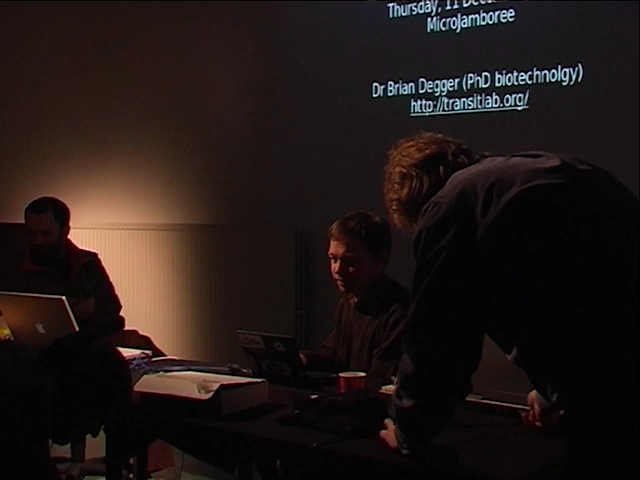 Thursday, 11
MicroJamboree
Dr Brian Degger (PhD biotechnolgy)
http://transitlab.org/